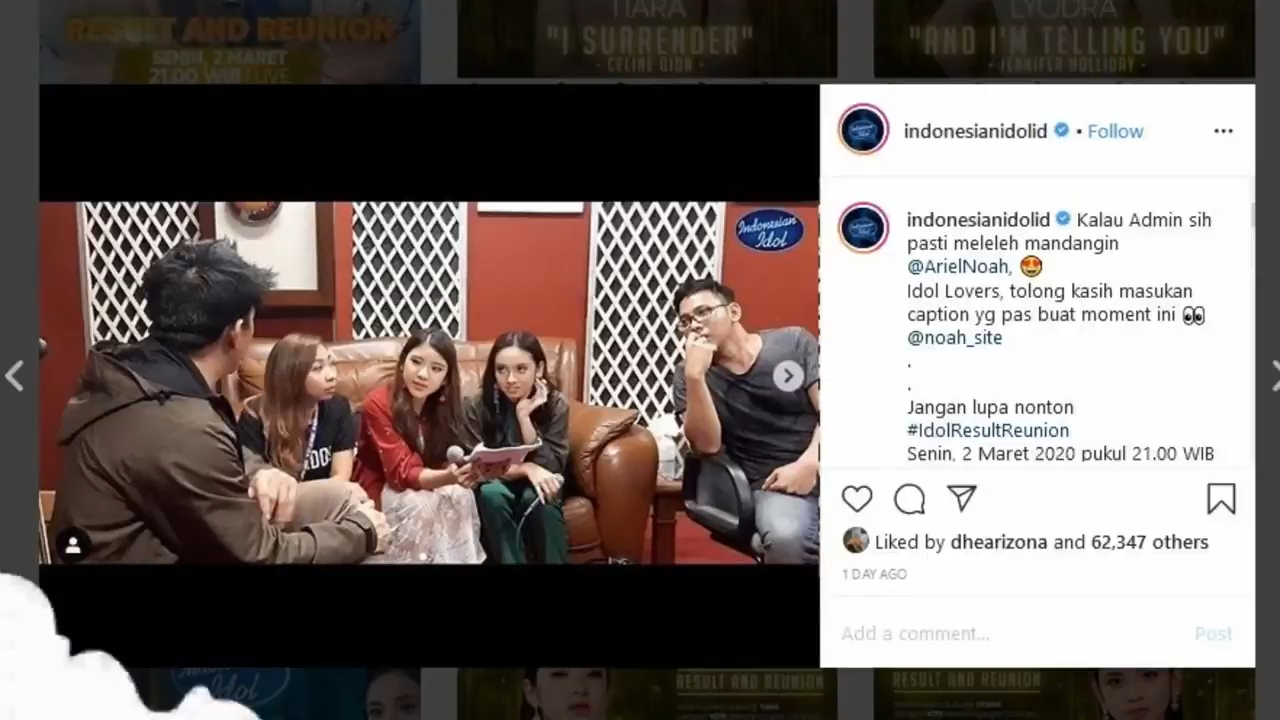 RESULT AND REUNION
SENIN, 2 MARET
21.00 WIB LIVE
TIARA
"I SURRENDER"
- CELINE DION -
LYODRA
"AND I'M TELLING YOU"
- JENNIFER HOLLIDAY -
Indonesian
Idol
indonesianidolid • Follow
indonesianidolid Kalau Admin sih
pasti meleleh mandangin
@ArielNoah, 😍
Idol Lovers, tolong kasih masukan
caption yg pas buat moment ini 👀
@noah_site
.
.
Jangan lupa nonton
#IdolResultReunion
Senin, 2 Maret 2020 pukul 21.00 WIB
Liked by dhearizona and 62,347 others
1 DAY AGO
Add a comment...
Post
Idol
RESULT AND REUNION
RESULT AND REUNION